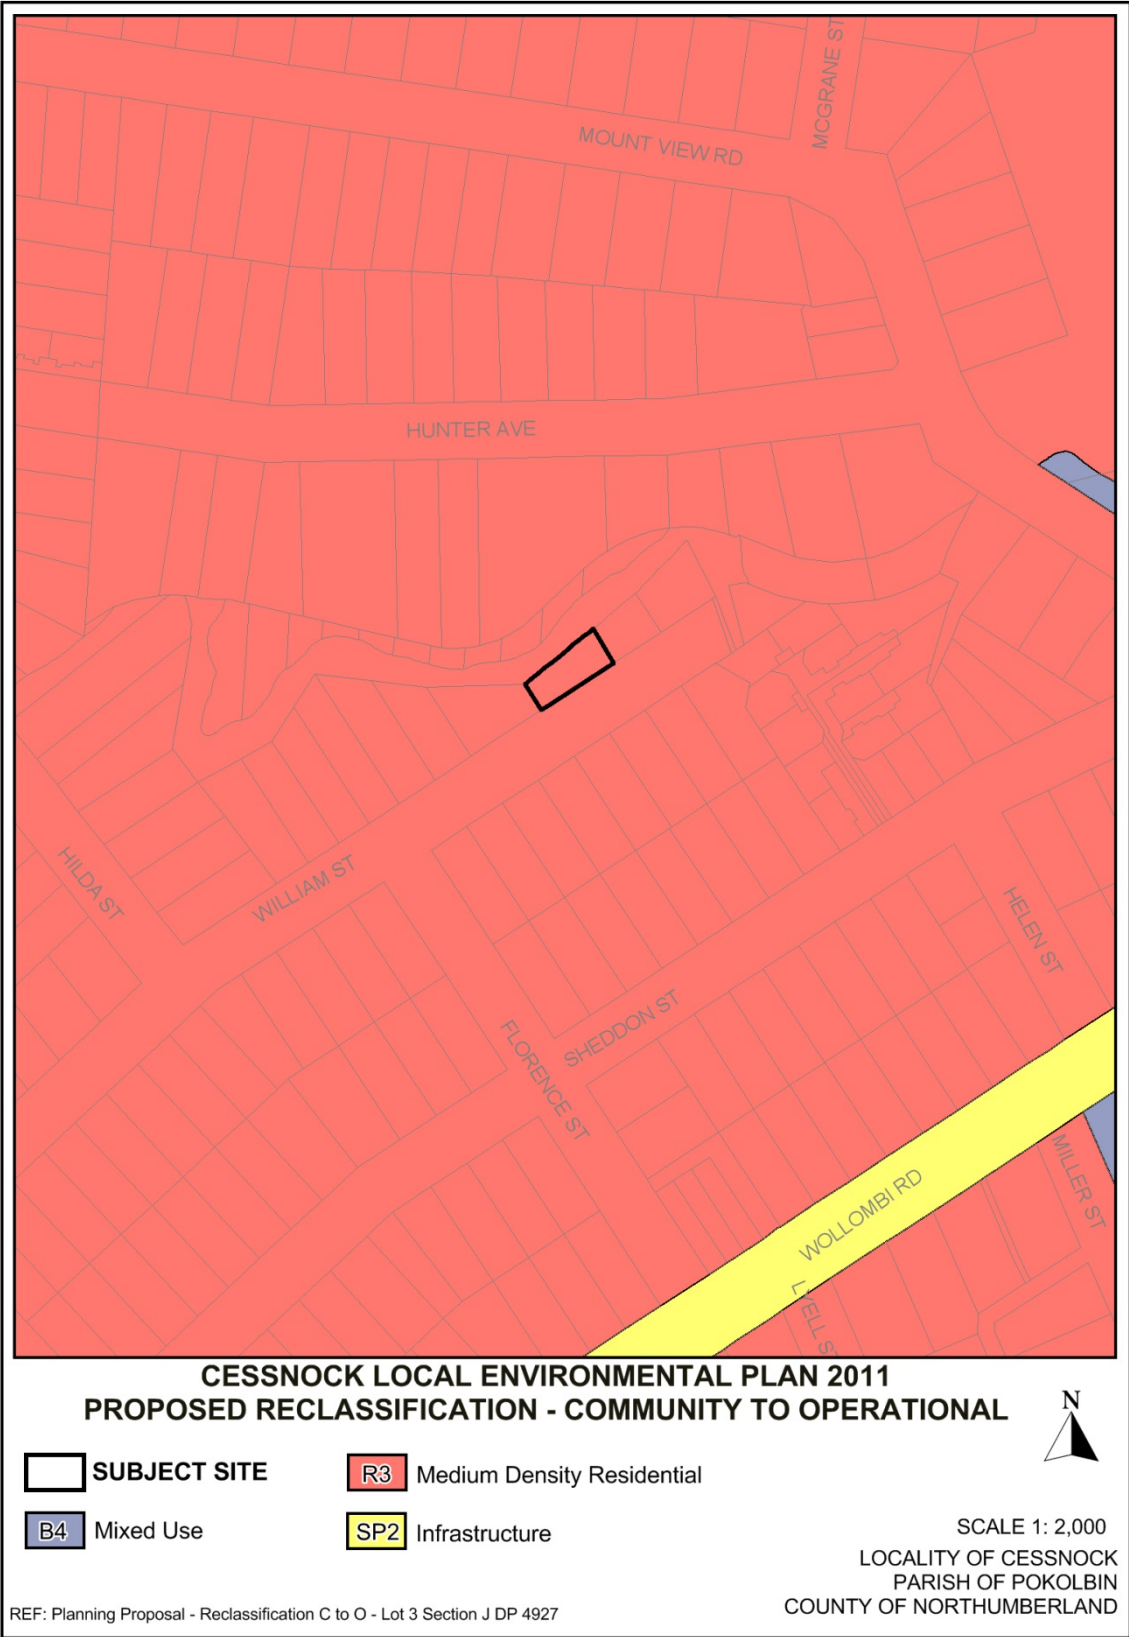 MCGRANE ST
MOUNT VIEW RD
HUNTER AVE
HILDA ST
WILLIAM ST
HELEN ST
SHEDDON ST
FLORENCE ST
MILLER ST
WOLLOMBI RD
LYELL ST
CESSNOCK LOCAL ENVIRONMENTAL PLAN 2011
PROPOSED RECLASSIFICATION - COMMUNITY TO OPERATIONAL
N
SUBJECT SITE
R3 Medium Density Residential
B4 Mixed Use
SP2 Infrastructure
SCALE 1: 2,000
LOCALITY OF CESSNOCK
PARISH OF POKOLBIN
COUNTY OF NORTHUMBERLAND
REF: Planning Proposal - Reclassification C to O - Lot 3 Section J DP 4927